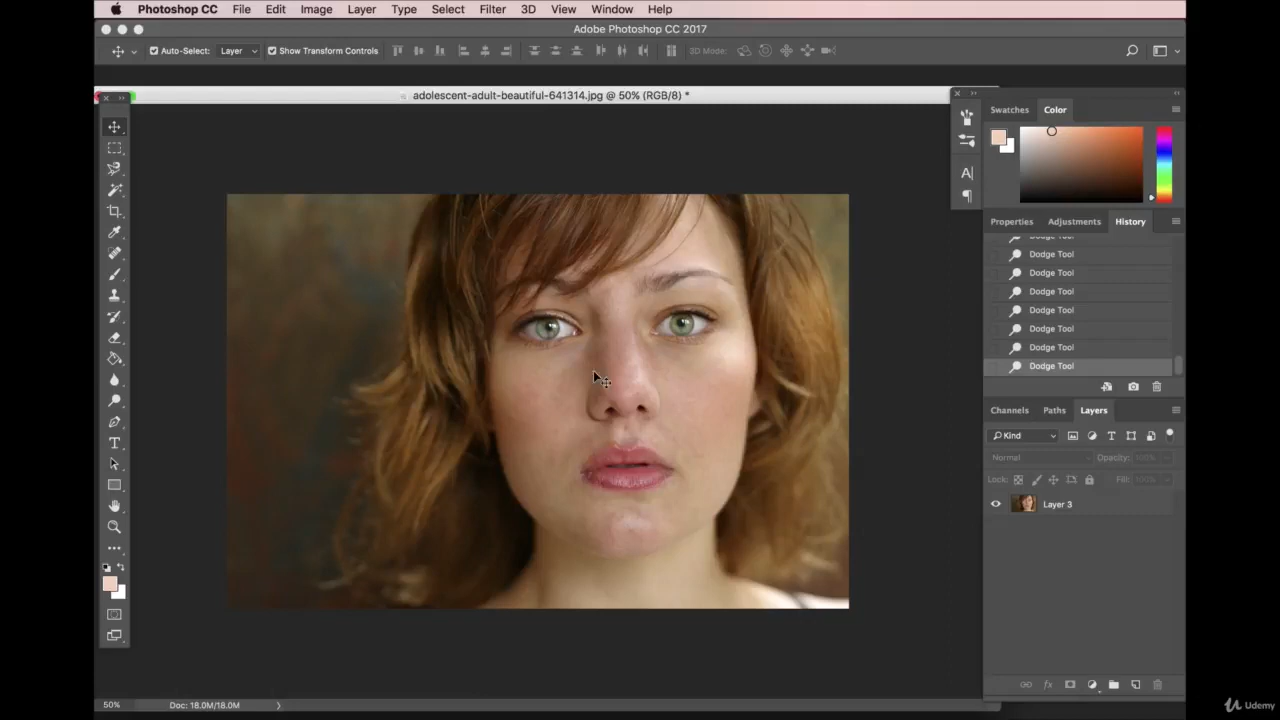 Photoshop CC File Edit Image Layer Type Select Filter 3D View Window Help
Adobe Photoshop CC 2017
Auto-Select: Layer Show Transform Controls 3D Mode:
adolescent-adult-beautiful-641314.jpg @ 50% (RGB/8) *
Swatches Color
Properties Adjustments History
Dodge Tool
Dodge Tool
Dodge Tool
Dodge Tool
Dodge Tool
Dodge Tool
Dodge Tool
Dodge Tool
Channels Paths Layers
Kind
Normal Opacity: 100%
Lock: Fill: 100%
Layer 3
50% Doc: 18.0M/18.0M
Udemy